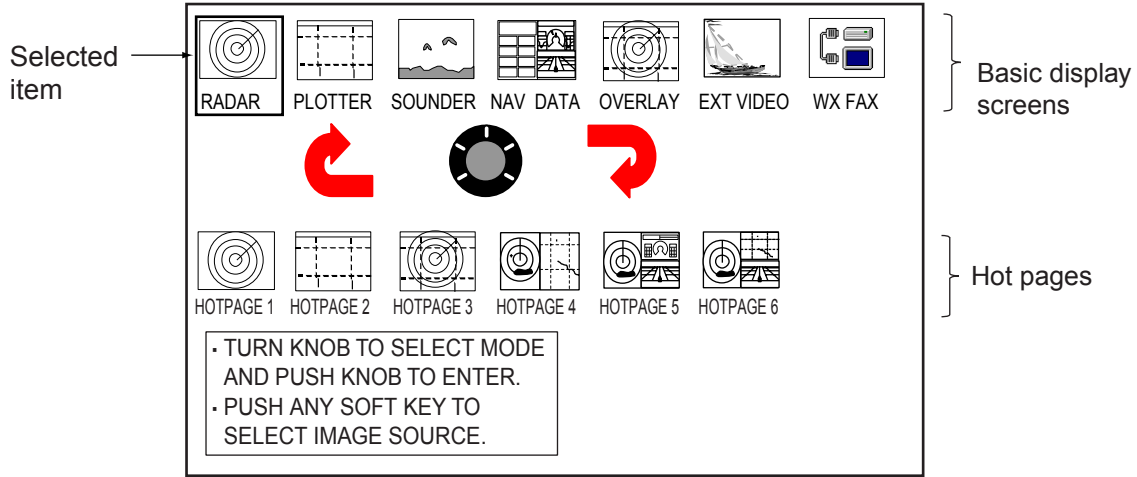 Selected
item
RADAR PLOTTER SOUNDER NAV DATA OVERLAY EXT VIDEO WX FAX
Basic display
screens
HOTPAGE 1 HOTPAGE 2 HOTPAGE 3 HOTPAGE 4 HOTPAGE 5 HOTPAGE 6
Hot pages
· TURN KNOB TO SELECT MODE
AND PUSH KNOB TO ENTER.
· PUSH ANY SOFT KEY TO
SELECT IMAGE SOURCE.